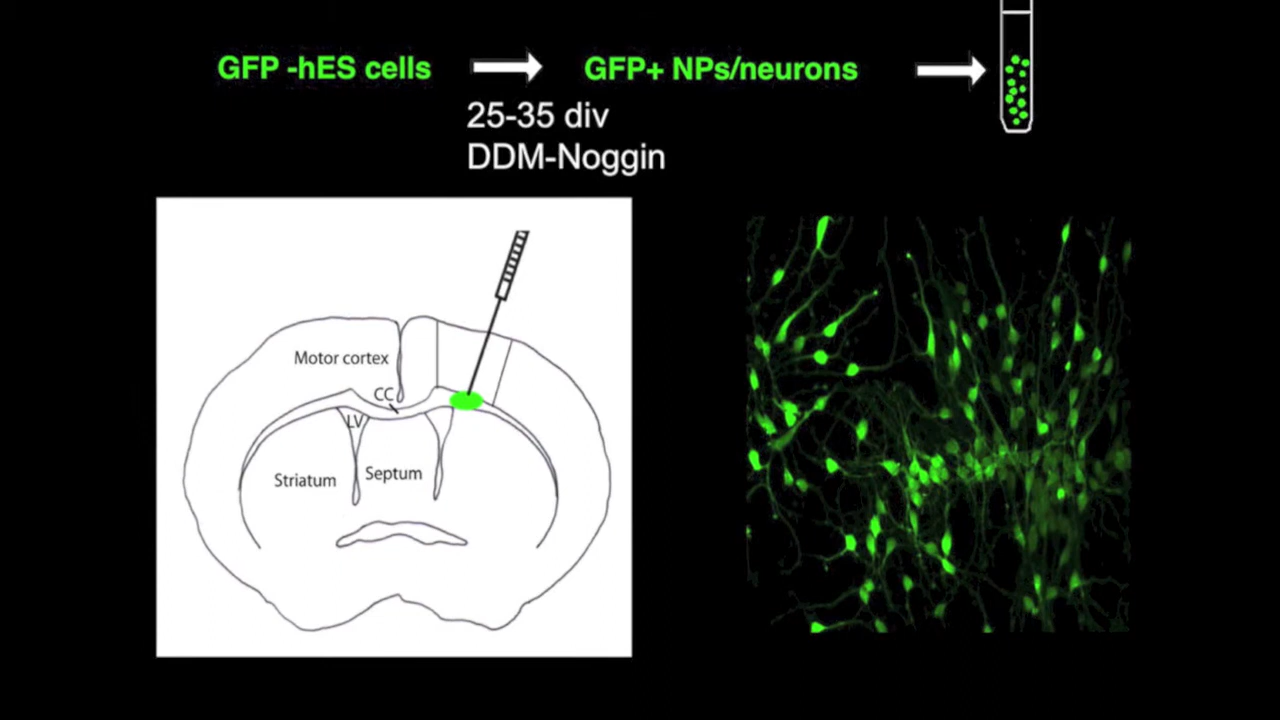 GFP -hES cells
GFP+ NPs/neurons
25-35 div
DDM-Noggin
Motor cortex
CC
LV
Striatum
Septum